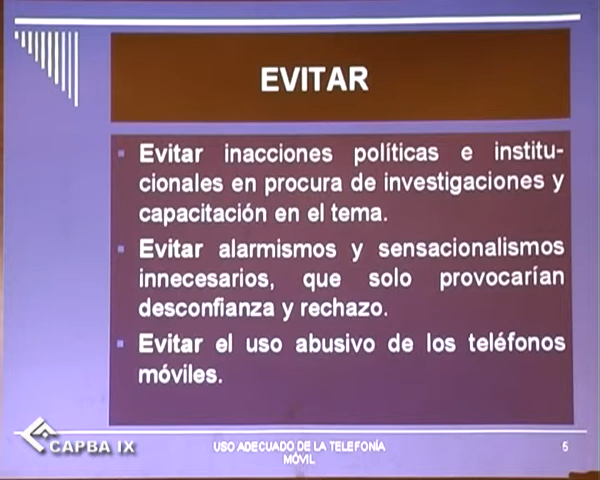 EVITAR
Evitar inacciones políticas e institu-
cionales en procura de investigaciones y
capacitación en el tema.
Evitar alarmismos y sensacionalismos
innecesarios, que solo provocarían
desconfianza y rechazo.
Evitar el uso abusivo de los teléfonos
móviles.
CAPBA IX
USO ADECUADO DE LA TELEFONÍA
MÓVIL
5